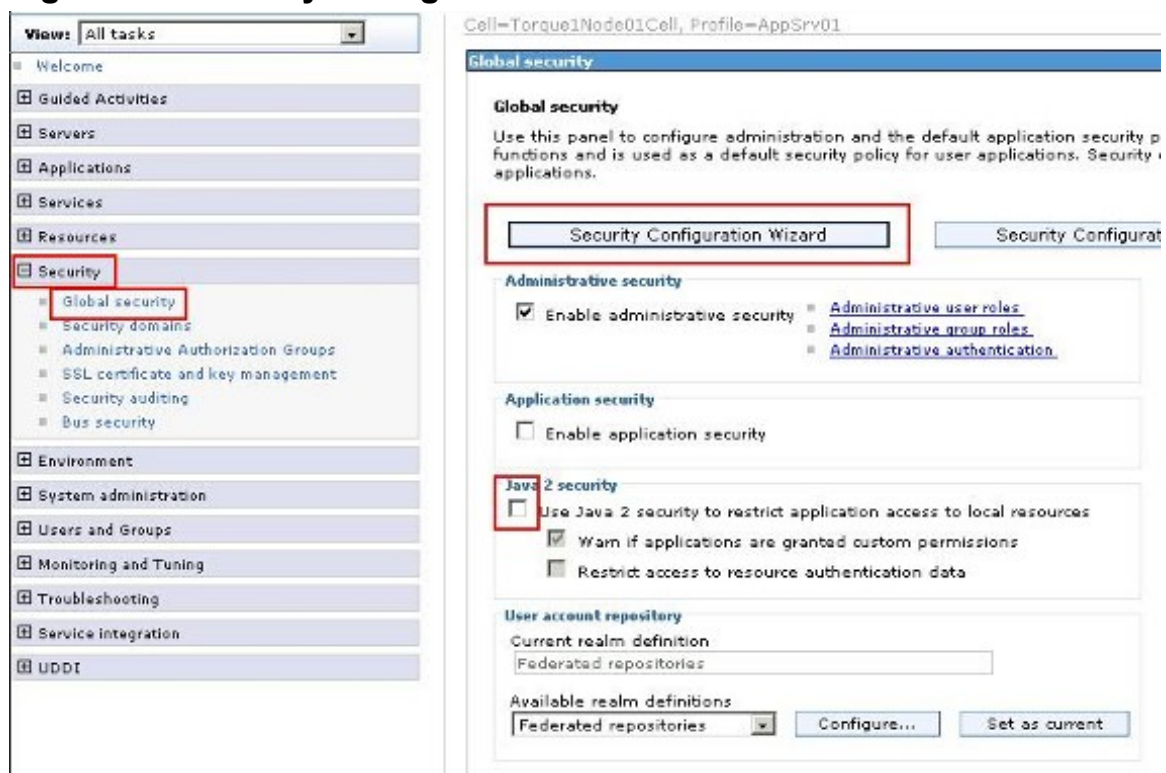 View: All tasks
Welcome
Guided Activities
Servers
Applications
Services
Resources
Security
Global security
Security domains
Administrative Authorization Groups
SSL certificate and key management
Security auditing
Bus security
Environment
System administration
Users and Groups
Monitoring and Tuning
Troubleshooting
Service integration
UDDI
Cell=Torque1Node01Cell, Profile=AppSrv01
Global security
Global security
Use this panel to configure administration and the default application security p
functions and is used as a default security policy for user applications. Security
applications.
Security Configuration Wizard
Security Configurat
Administrative security
Enable administrative security
Administrative user roles
Administrative group roles
Administrative authentication
Application security
Enable application security
Java 2 security
Use Java 2 security to restrict application access to local resources
Warn if applications are granted custom permissions
Restrict access to resource authentication data
User account repository
Current realm definition
Federated repositories
Available realm definitions
Federated repositories
Configure...
Set as current